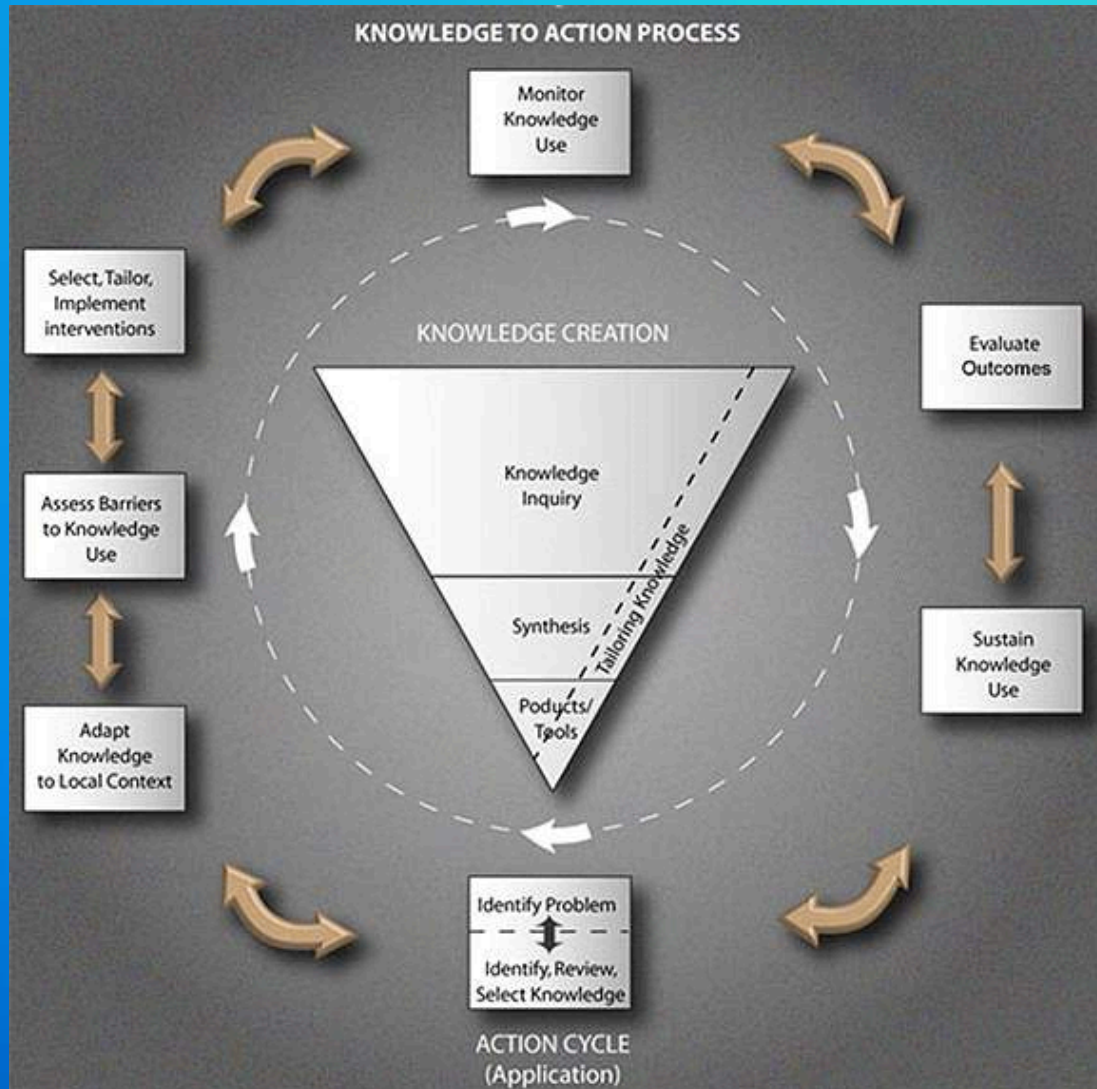 KNOWLEDGE TO ACTION PROCESS
Monitor
Knowledge
Use
Select, Tailor,
Implement
interventions
KNOWLEDGE CREATION
Evaluate
Outcomes
Knowledge
Inquiry
Assess Barriers
to Knowledge
Use
Tailoring Knowledge
Synthesis
Sustain
Knowledge
Use
Poducts/
Tools
Adapt
Knowledge
to Local Context
Identify Problem
Identify, Review,
Select Knowledge
ACTION CYCLE
(Application)